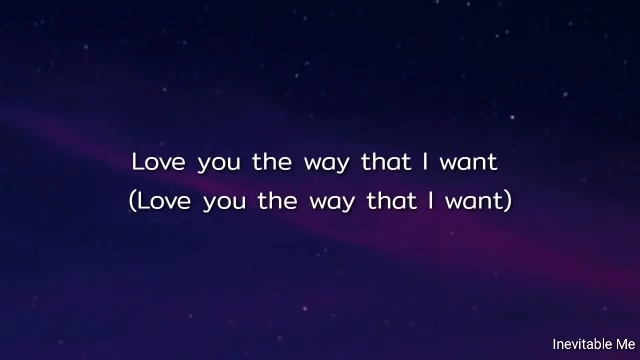 Love you the way that I want
(Love you the way that I want)
Inevitable Me